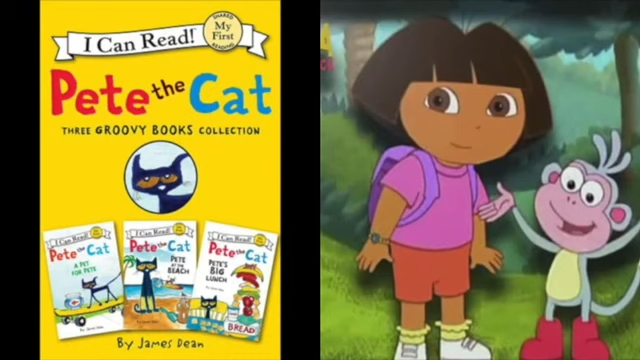 I Can Read!
SHARED
My
First
READING
Pete the Cat
THREE GROOVY BOOKS COLLECTION
I Can Read!
Pete the Cat
A PET
FOR PETE
I Can Read!
Pete the Cat
PETE
AT THE
BEACH
I Can Read!
Pete the Cat
PETE'S
BIG
LUNCH
BREAD
By James Dean